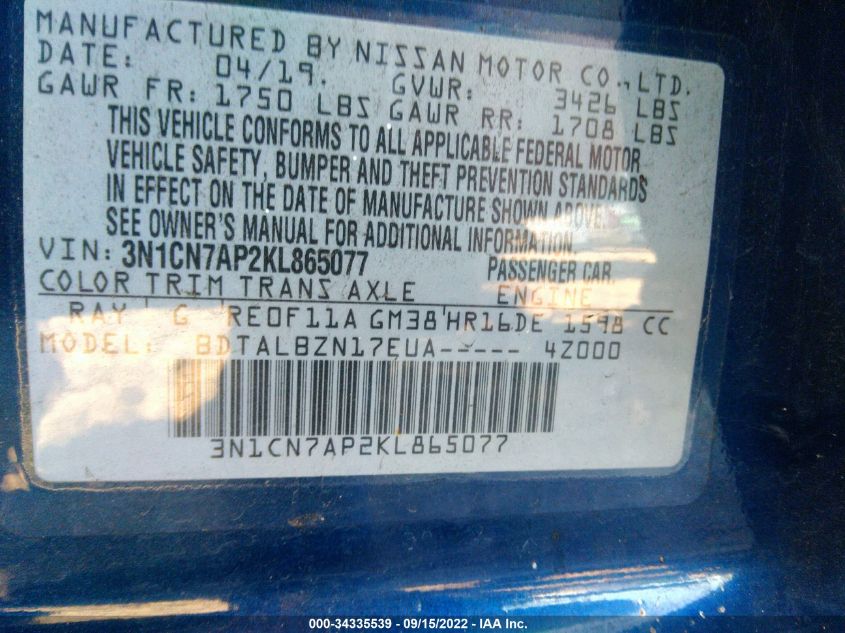 MANUFACTURED BY NISSAN MOTOR CO., LTD.
DATE: 04/19. GVWR: 3426 LBS
GAWR FR: 1750 LBS GAWR RR: 1708 LBS
THIS VEHICLE CONFORMS TO ALL APPLICABLE FEDERAL MOTOR
VEHICLE SAFETY, BUMPER AND THEFT PREVENTION STANDARDS
IN EFFECT ON THE DATE OF MANUFACTURE SHOWN ABOVE.
SEE OWNER'S MANUAL FOR ADDITIONAL INFORMATION.
VIN: 3N1CN7AP2KL865077 PASSENGER CAR
COLOR TRIM TRANS AXLE ENGINE
RAY G RE0F11A GM38 HR16DE 1598 CC
MODEL: BDTALBZN17EUA----- 4Z000
3N1CN7AP2KL865077
000-34335539 - 09/15/2022 - IAA Inc.